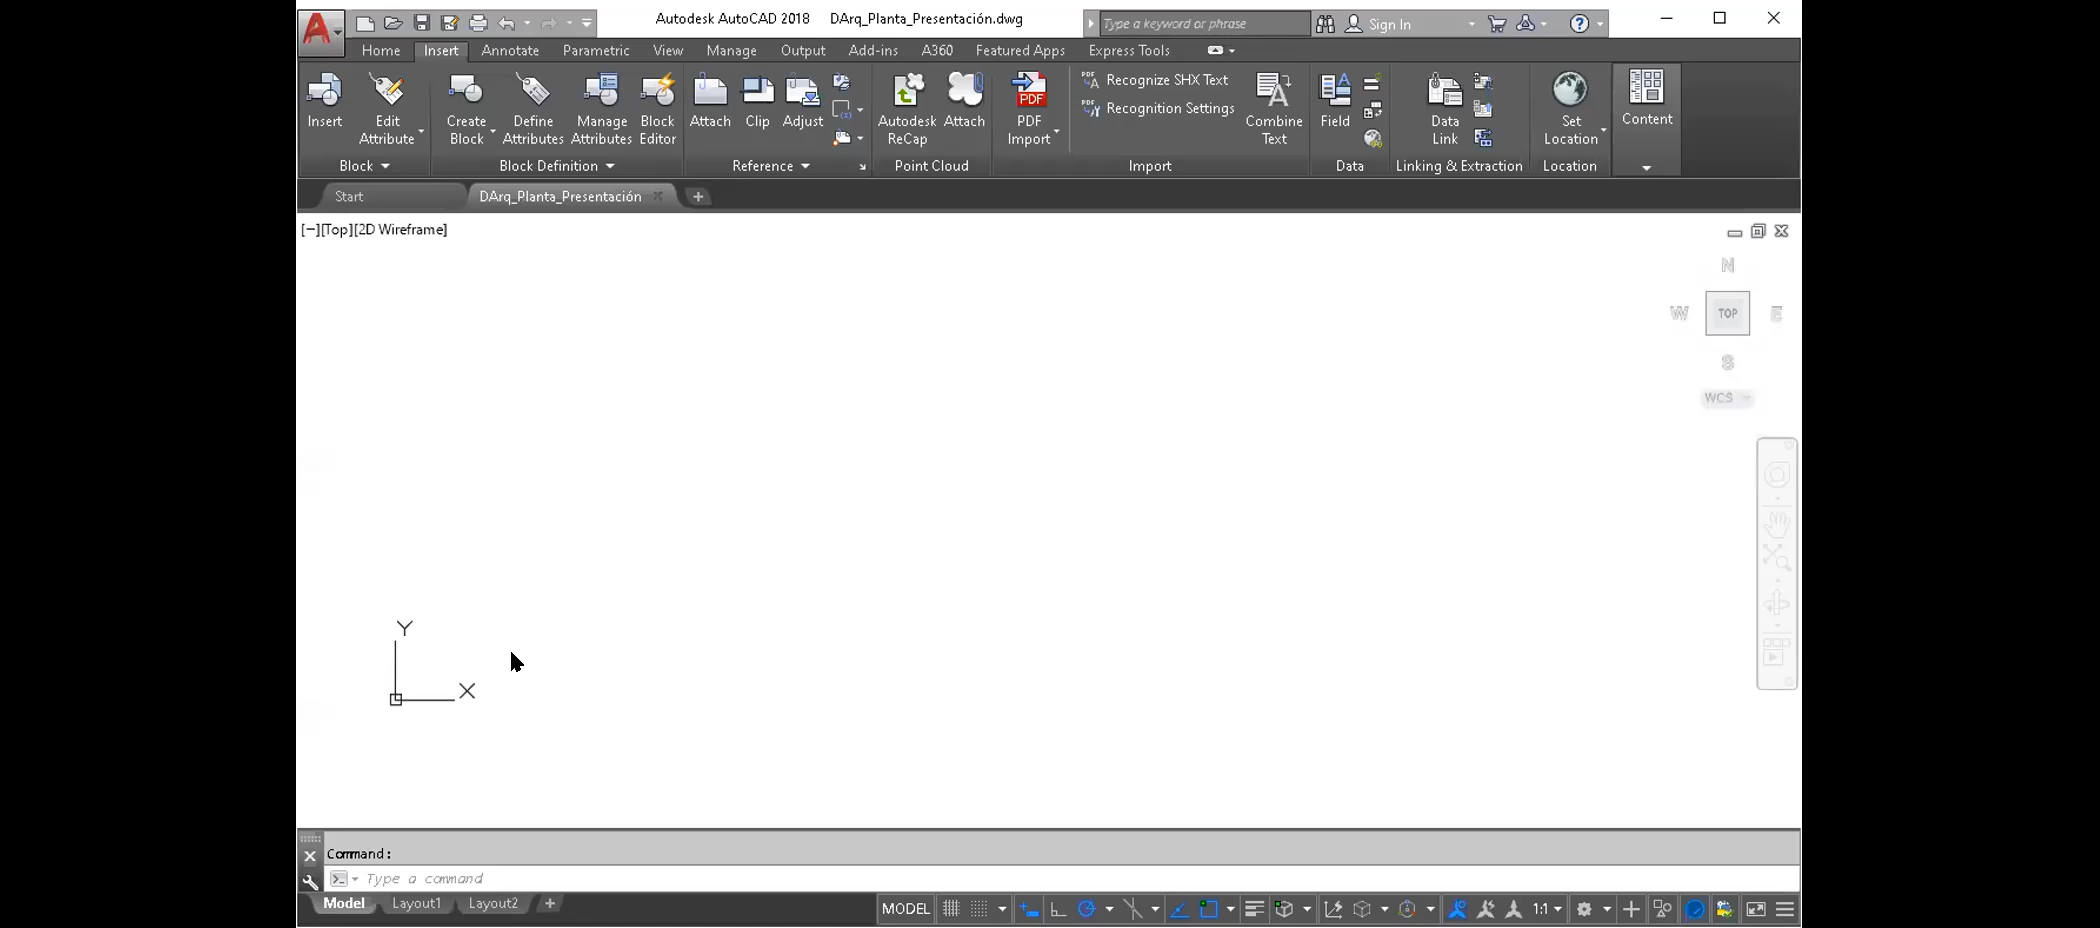 Autodesk AutoCAD 2018 DArq_Planta_Presentación.dwg
Type a keyword or phrase
Sign In
Home Insert Annotate Parametric View Manage Output Add-ins A360 Featured Apps Express Tools
Insert
Edit
Attribute
Block
Create
Block
Define
Attributes
Manage
Attributes
Block
Editor
Block Definition
Attach
Clip
Adjust
Reference
Autodesk
ReCap
Attach
Point Cloud
PDF
PDF
Import
Recognize SHX Text
Recognition Settings
Combine
Text
Import
Field
Data
Data
Link
Linking & Extraction
Set
Location
Location
Content
Start DArq_Planta_Presentación
[−][Top][2D Wireframe]
N
W TOP E
S
WCS
Y
X
Command:
Type a command
Model Layout1 Layout2
MODEL 1:1